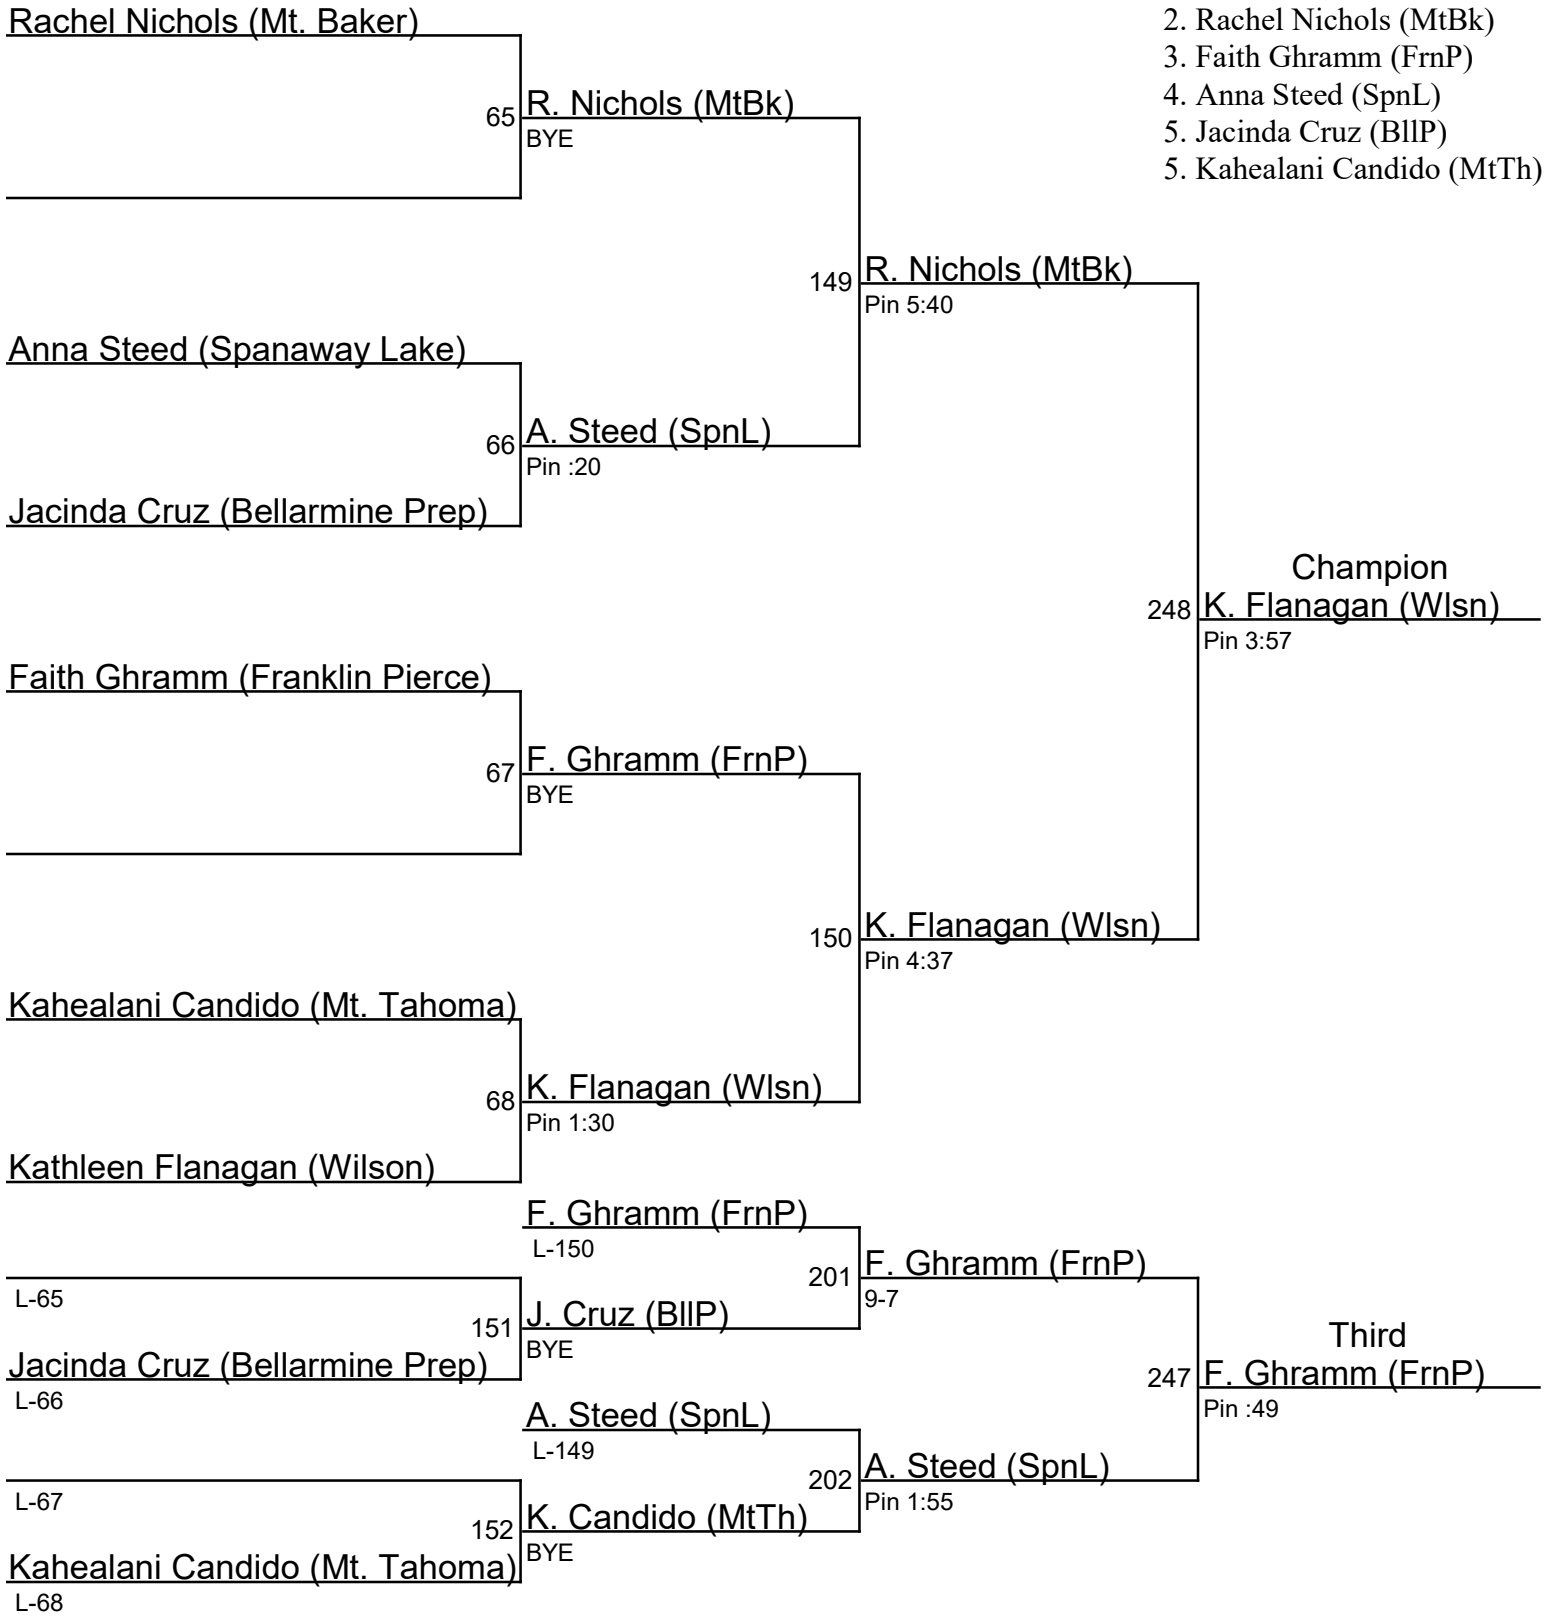 Rachel Nichols (Mt. Baker)
2. Rachel Nichols (MtBk)
3. Faith Ghramm (FrnP)
4. Anna Steed (SpnL)
5. Jacinda Cruz (BllP)
5. Kahealani Candido (MtTh)
65
R. Nichols (MtBk)
BYE
149
R. Nichols (MtBk)
Pin 5:40
Anna Steed (Spanaway Lake)
66
A. Steed (SpnL)
Pin :20
Jacinda Cruz (Bellarmine Prep)
Champion
248
K. Flanagan (Wlsn)
Pin 3:57
Faith Ghramm (Franklin Pierce)
67
F. Ghramm (FrnP)
BYE
150
K. Flanagan (Wlsn)
Pin 4:37
Kahealani Candido (Mt. Tahoma)
68
K. Flanagan (Wlsn)
Pin 1:30
Kathleen Flanagan (Wilson)
F. Ghramm (FrnP)
L-150
201
F. Ghramm (FrnP)
9-7
L-65
151
J. Cruz (BllP)
BYE
Jacinda Cruz (Bellarmine Prep)
L-66
Third
247
F. Ghramm (FrnP)
Pin :49
A. Steed (SpnL)
L-149
202
A. Steed (SpnL)
Pin 1:55
L-67
152
K. Candido (MtTh)
BYE
Kahealani Candido (Mt. Tahoma)
L-68